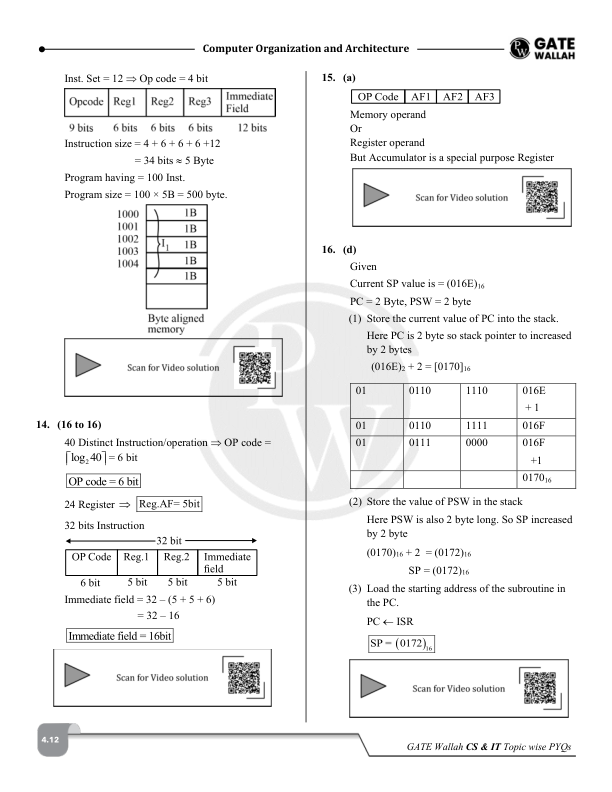 Computer Organization and Architecture
GATE
WALLAH
Inst. Set = 12 ⇒ Op code = 4 bit
Opcode Reg1 Reg2 Reg3 Immediate Field
9 bits 6 bits 6 bits 6 bits 12 bits
Instruction size = 4 + 6 + 6 + 6 +12
= 34 bits ≈ 5 Byte
Program having = 100 Inst.
Program size = 100 × 5B = 500 byte.
1000 1B
1001 1B
1002 I₁ 1B
1003 1B
1004 1B
Byte aligned
memory
Scan for Video solution
14. (16 to 16)
40 Distinct Instruction/operation ⇒ OP code =
⌈log₂ 40⌉ = 6 bit
OP code = 6 bit
24 Register ⇒ Reg.AF= 5bit
32 bits Instruction
32 bit
OP Code Reg.1 Reg.2 Immediate field
6 bit 5 bit 5 bit 5 bit
Immediate field = 32 – (5 + 5 + 6)
= 32 – 16
Immediate field = 16bit
Scan for Video solution
15. (a)
OP Code AF1 AF2 AF3
Memory operand
Or
Register operand
But Accumulator is a special purpose Register
Scan for Video solution
16. (d)
Given
Current SP value is = (016E)₁₆
PC = 2 Byte, PSW = 2 byte
(1) Store the current value of PC into the stack.
Here PC is 2 byte so stack pointer to increased
by 2 bytes
(016E)₂ + 2 = [0170]₁₆
01 0110 1110 016E
+ 1
01 0110 1111 016F
01 0111 0000 016F
+1
0170₁₆
(2) Store the value of PSW in the stack
Here PSW is also 2 byte long. So SP increased
by 2 byte
(0170)₁₆ + 2 = (0172)₁₆
SP = (0172)₁₆
(3) Load the starting address of the subroutine in
the PC.
PC ← ISR
SP = (0172)₁₆
Scan for Video solution
4.12
GATE Wallah CS & IT Topic wise PYQs